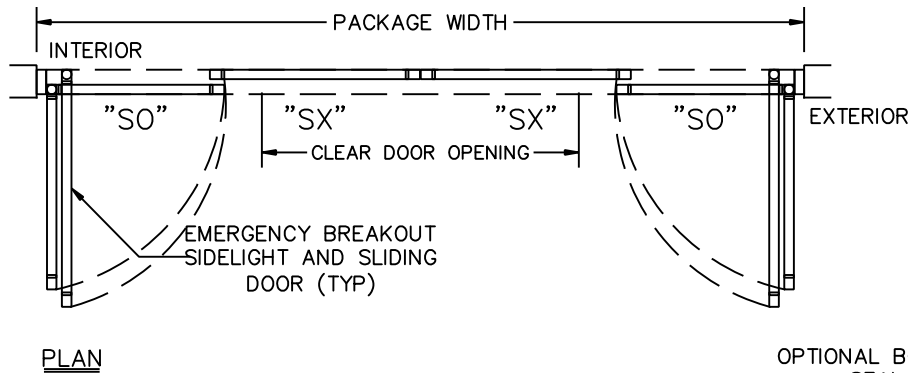 PACKAGE WIDTH
INTERIOR
"SO"
"SX"
"SX"
"SO"
EXTERIOR
CLEAR DOOR OPENING
EMERGENCY BREAKOUT
SIDELIGHT AND SLIDING
DOOR (TYP)
PLAN
OPTIONAL B